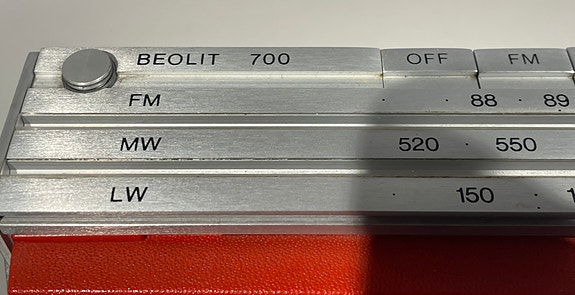 BEOLIT 700 OFF FM
FM 88 89
MW 520 550
LW 150